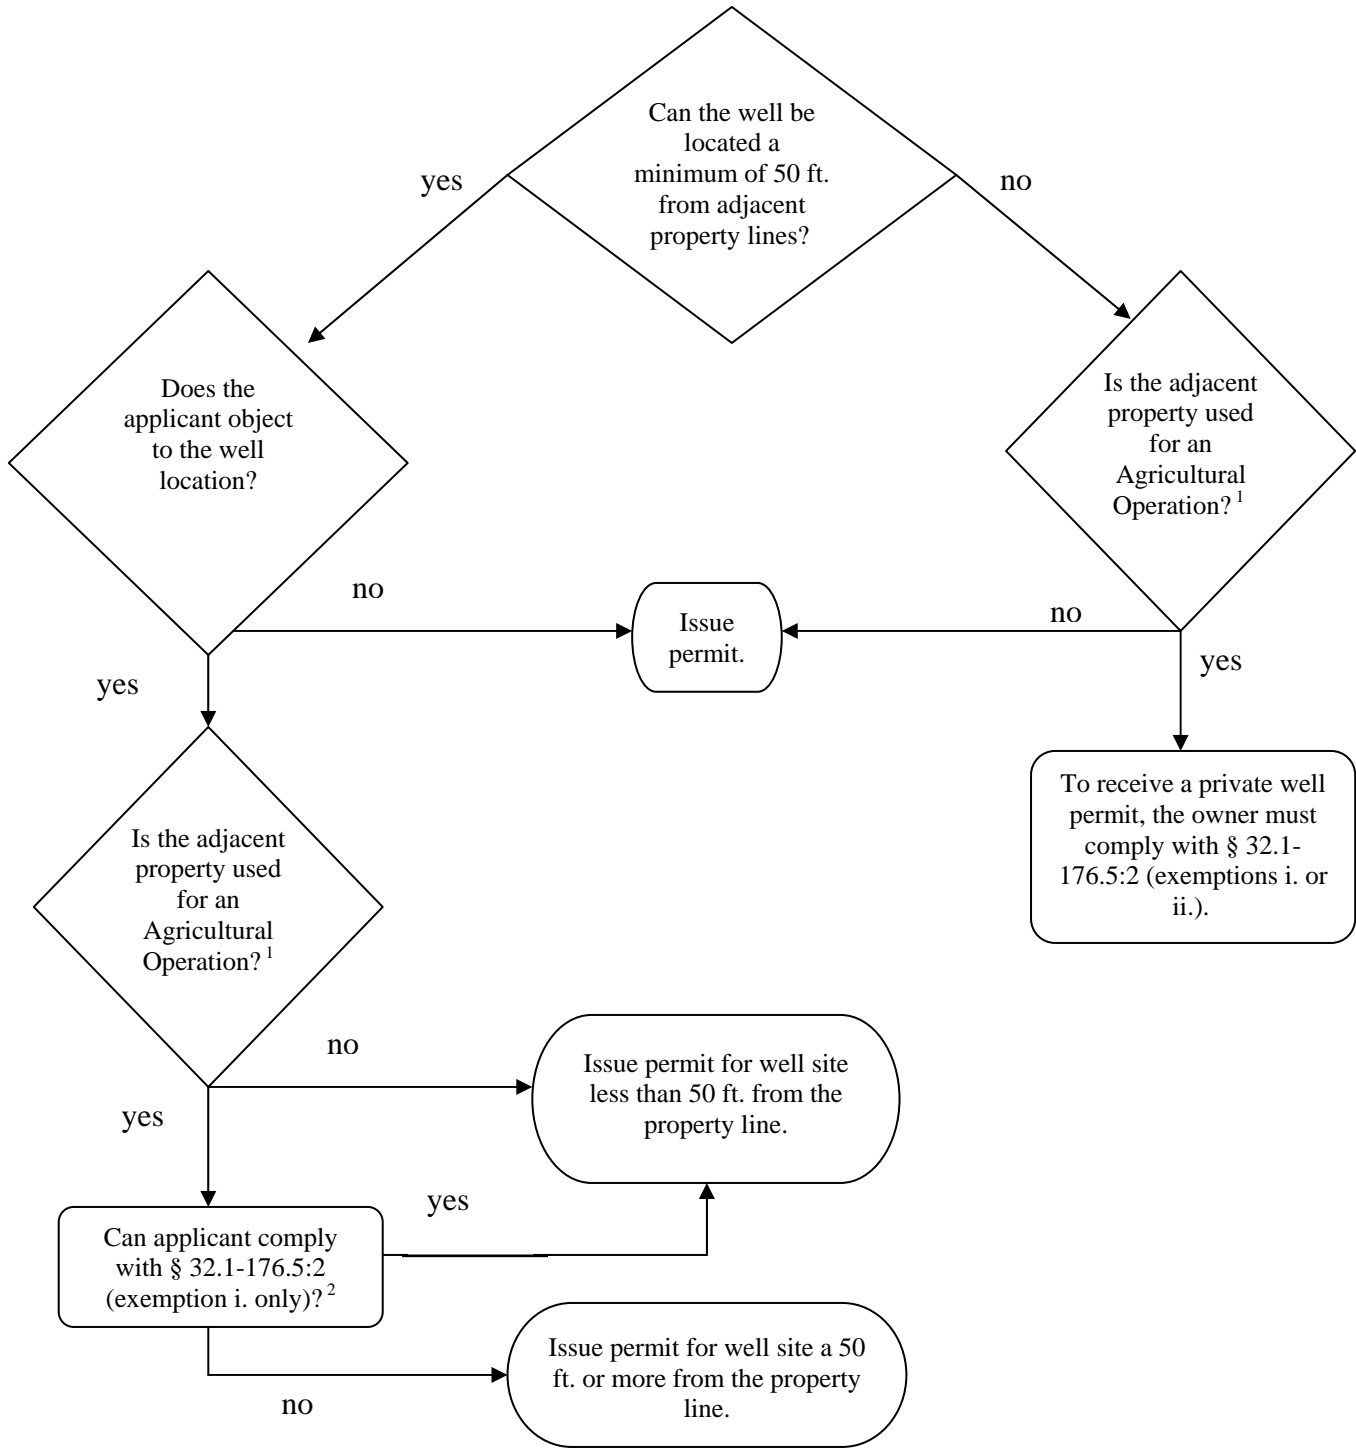 Can the well be
located a
minimum of 50 ft.
from adjacent
property lines?
yes
no
Does the
applicant object
to the well
location?
Is the adjacent
property used
for an
Agricultural
Operation? 1
no
Issue
permit.
no
yes
yes
To receive a private well
permit, the owner must
comply with § 32.1-
176.5:2 (exemptions i. or
ii.).
Is the adjacent
property used
for an
Agricultural
Operation? 1
no
Issue permit for well site
less than 50 ft. from the
property line.
yes
yes
Can applicant comply
with § 32.1-176.5:2
(exemption i. only)? 2
Issue permit for well site a 50
ft. or more from the property
line.
no